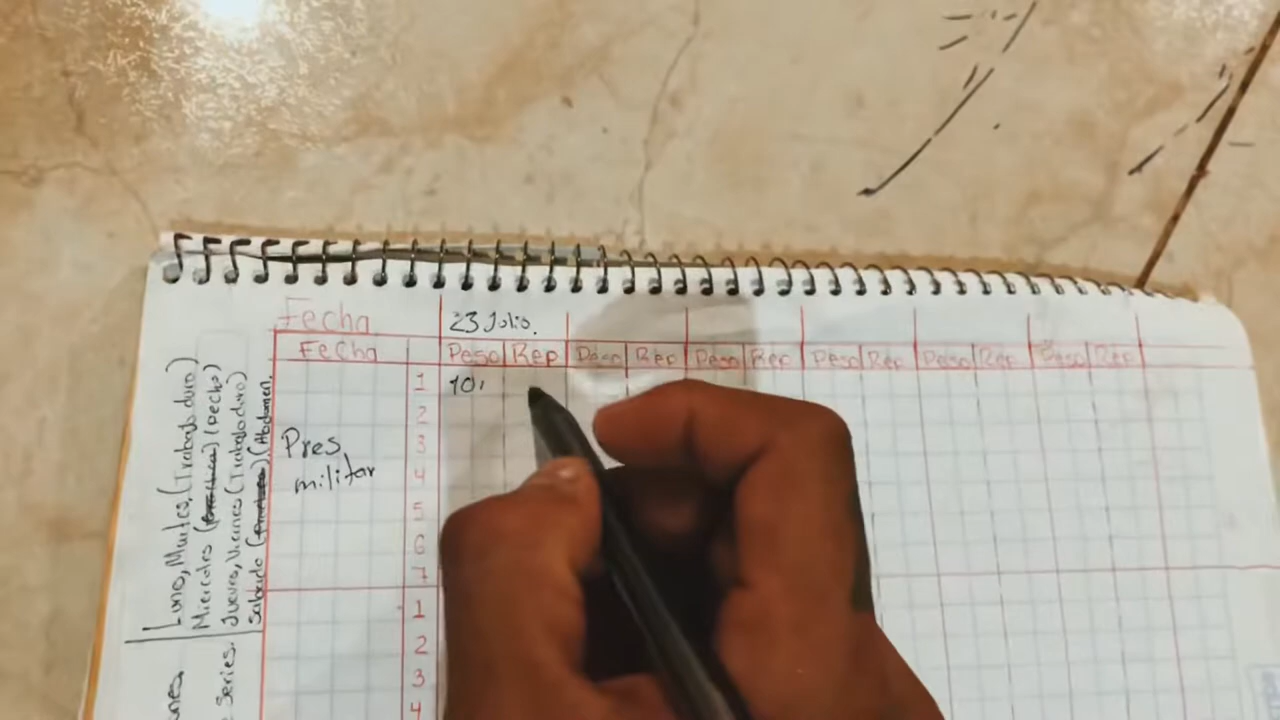 Fecha 23 Julio.
Fecha Peso Rep Peso Rep Peso Rep Peso Rep Peso Rep Peso Rep
1 10,
2
Pres 3
militar 4
5
6
7
1
2
3
4
Luno, Martes, (Trabajo duro)
Miercoles (Pecho)
Jueves, Viernes (Trabajo duro)
Sabado (Abdomen.
series.